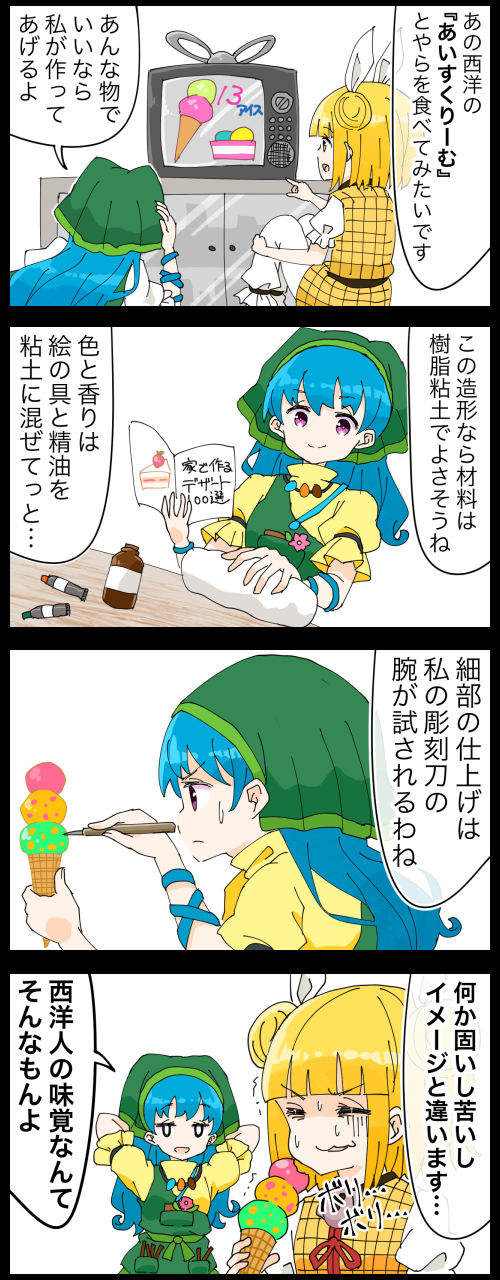 あの西洋の
『あいすくりーむ』
とやらを食べてみたいです
13
アイス
あんな物で
いいなら
私が作って
あげるよ
この造形なら材料は
樹脂粘土でよさそうね
家で作る
デザート
100選
色と香りは
絵の具と精油を
粘土に混ぜてっと…
細部の仕上げは
私の彫刻刀の
腕が試されるわね
何か固いし苦いし
イメージと違います…
ボリ…
ボリ…
西洋人の味覚なんて
そんなもんよ